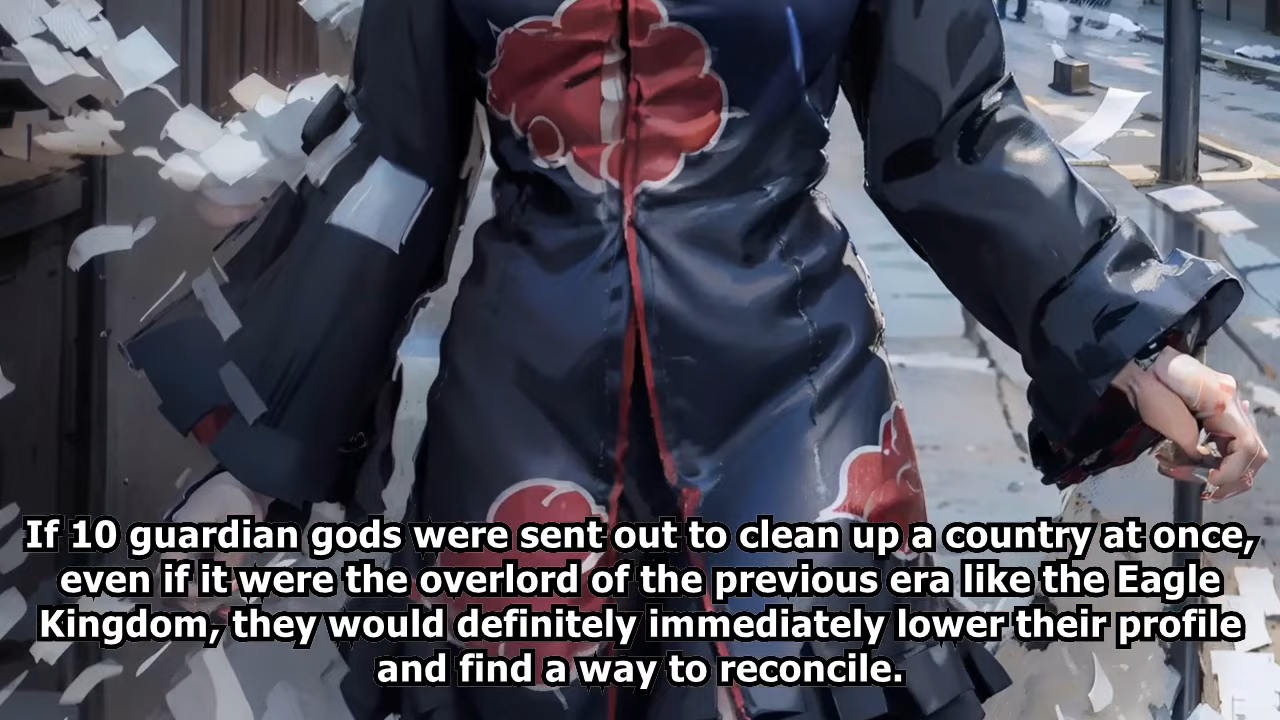 If 10 guardian gods were sent out to clean up a country at once,
even if it were the overlord of the previous era like the Eagle
Kingdom, they would definitely immediately lower their profile
and find a way to reconcile.